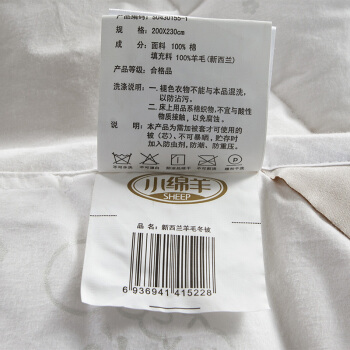 产品编码: 80430150-1
规 格: 200X230cm
成 分: 面料 100% 棉
填充料 100%羊毛(新西兰)
产品等级: 合格品
洗涤说明: 一、褪色衣物不能与本品混洗,
以防沾污。
二、床上用品系棉织物,不宜与酸性
物质接触,以免腐蚀。
说 明: 本产品为需加被套才可使用的
被(芯)、不可暴晒,贮存时
加入防虫剂,防潮、防重压。
小绵羊
SHEEP
品 名: 新西兰羊毛冬被
6 936941 415228